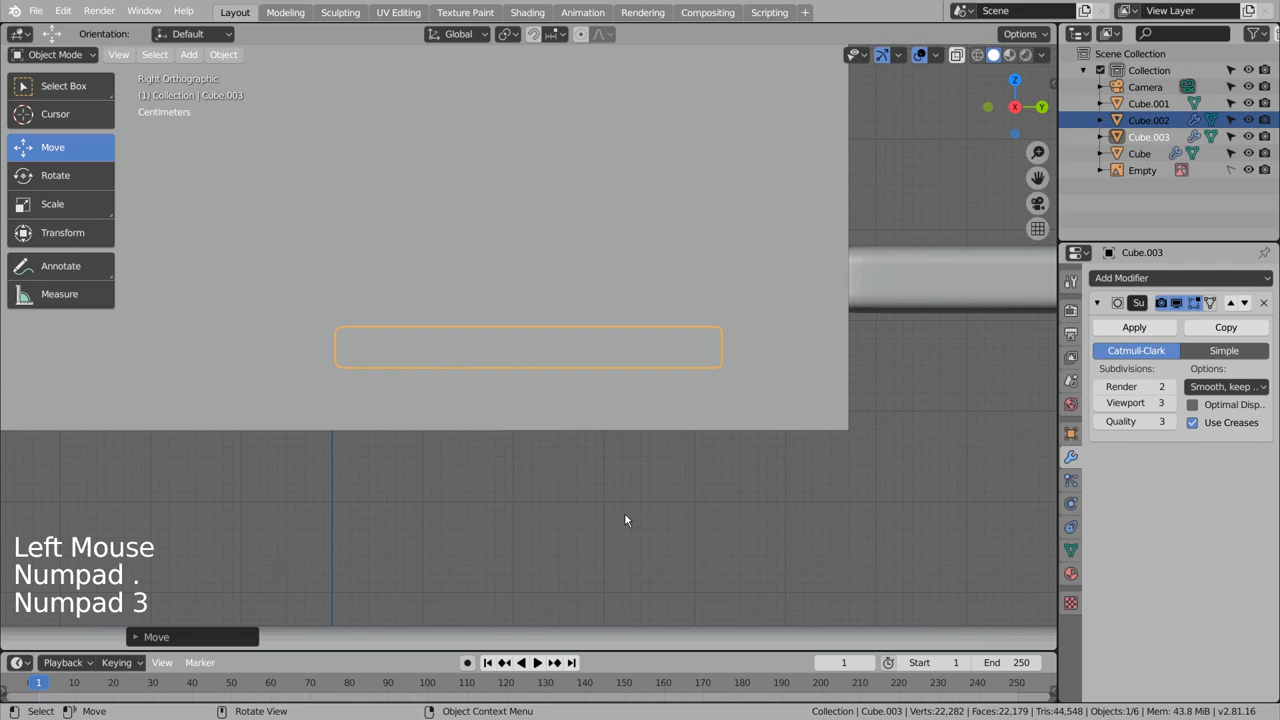 File Edit Render Window Help Layout Modeling Sculpting UV Editing Texture Paint Shading Animation Rendering Compositing Scripting + Scene View Layer
Orientation: Default Global Options
Object Mode View Select Add Object
Right Orthographic
(1) Collection | Cube.003
Centimeters
Z
X
Y
Select Box
Cursor
Move
Rotate
Scale
Transform
Annotate
Measure
Scene Collection
Collection
Camera
Cube.001
Cube.002
Cube.003
Cube
Empty
Cube.003
Add Modifier
Su
Apply Copy
Catmull-Clark Simple
Subdivisions: Options:
Render 2 Smooth, keep ..
Viewport 3 Optimal Disp..
Quality 3 Use Creases
Left Mouse
Numpad .
Numpad 3
Move
Playback Keying View Marker 1 Start 1 End 250
1 10 20 30 40 50 60 70 80 90 100 110 120 130 140 150 160 170 180 190 200 210 220 230 240 250
Select Move Rotate View Object Context Menu Collection | Cube.003 | Verts:22,282 | Faces:22,179 | Tris:44,548 | Objects:1/6 | Mem: 43.8 MiB | v2.81.16